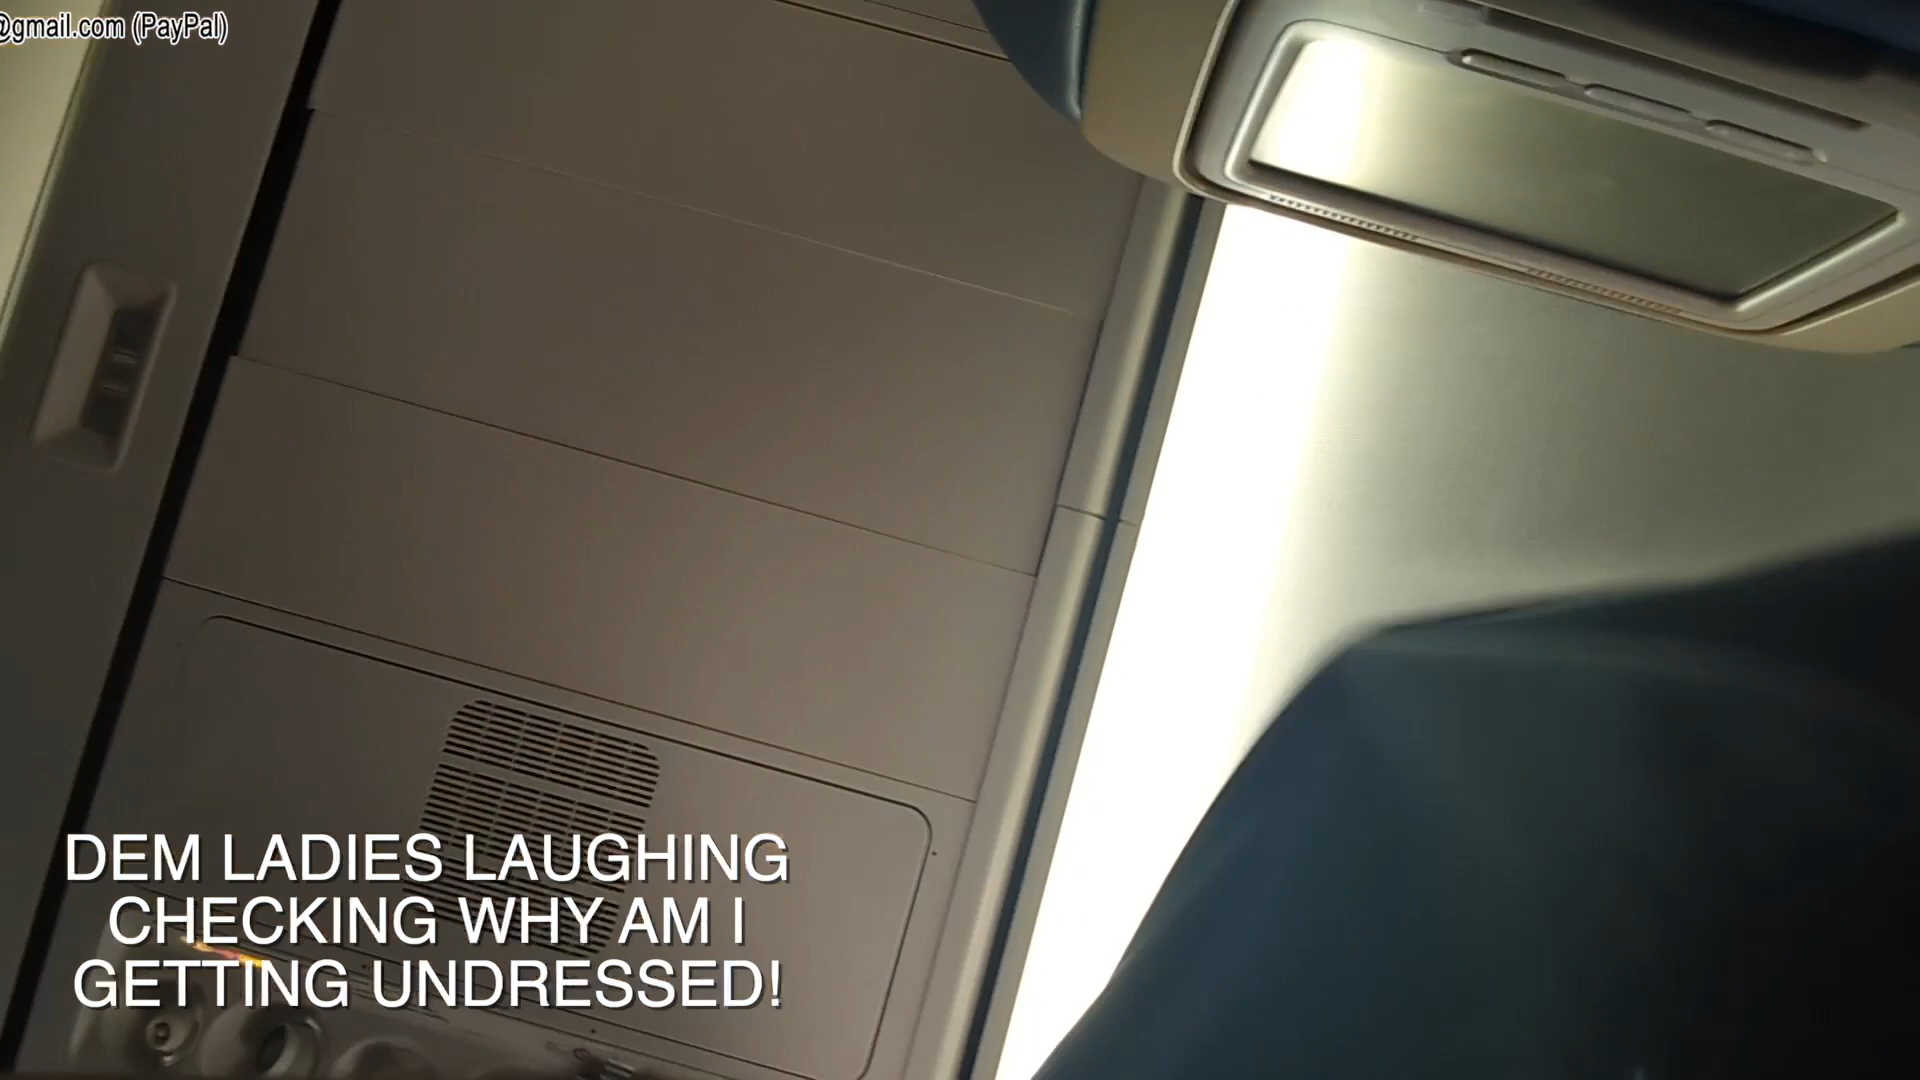 @gmail.com (PayPal)
DEM LADIES LAUGHING
CHECKING WHY AM I
GETTING UNDRESSED!